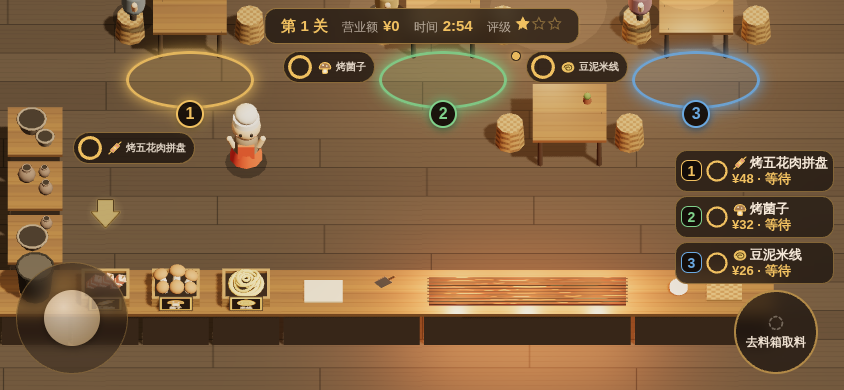 第 1 关 营业额 ¥0 时间 2:54 评级
烤菌子
豆泥米线
1
2
3
烤五花肉拼盘
1 烤五花肉拼盘
¥48 · 等待
2 烤菌子
¥32 · 等待
3 豆泥米线
¥26 · 等待
去料箱取料